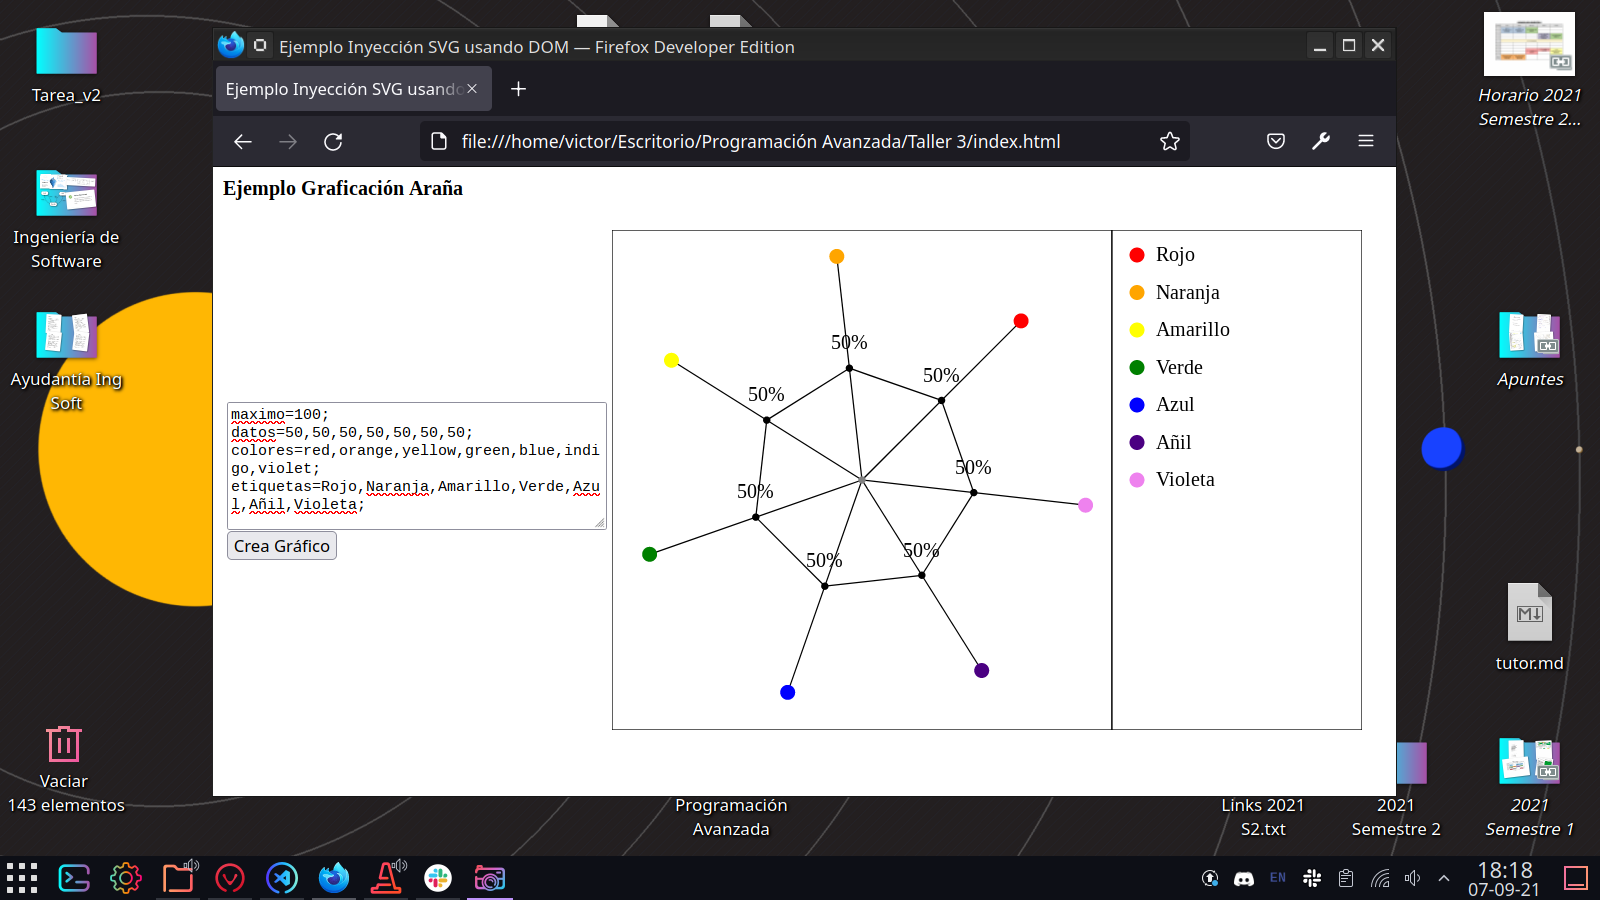 Tarea_v2
Ingeniería de
Software
Ayudantía Ing
Soft
Vaciar
143 elementos
Ejemplo Inyección SVG usando DOM — Firefox Developer Edition
Ejemplo Inyección SVG usando
file:///home/victor/Escritorio/Programación Avanzada/Taller 3/index.html
Ejemplo Graficación Araña
maximo=100;
datos=50,50,50,50,50,50,50;
colores=red,orange,yellow,green,blue,indi
go,violet;
etiquetas=Rojo,Naranja,Amarillo,Verde,Azu
l,Añil,Violeta;
Crea Gráfico
50%
50%
50%
50%
50%
50%
50%
Rojo
Naranja
Amarillo
Verde
Azul
Añil
Violeta
Horario 2021
Semestre 2...
Apuntes
M
tutor.md
Programación
Avanzada
Links 2021
S2.txt
2021
Semestre 2
2021
Semestre 1
EN
18:18
07-09-21